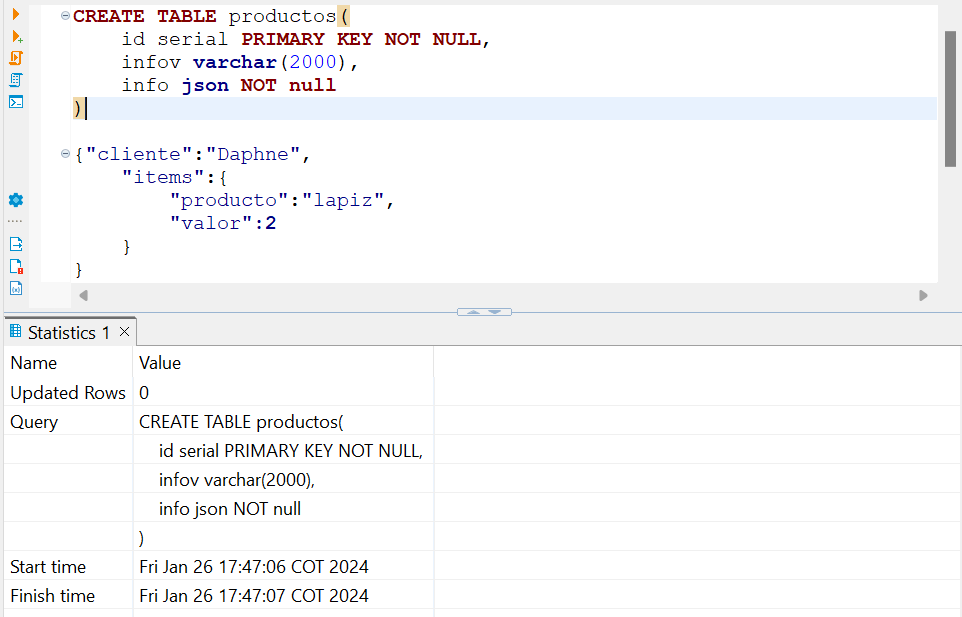 CREATE TABLE productos(
id serial PRIMARY KEY NOT NULL,
infov varchar(2000),
info json NOT null
)
{"cliente":"Daphne",
"items":{
"producto":"lapiz",
"valor":2
}
}
Statistics 1
Name Value
Updated Rows 0
Query CREATE TABLE productos(
id serial PRIMARY KEY NOT NULL,
infov varchar(2000),
info json NOT null
)
Start time Fri Jan 26 17:47:06 COT 2024
Finish time Fri Jan 26 17:47:07 COT 2024